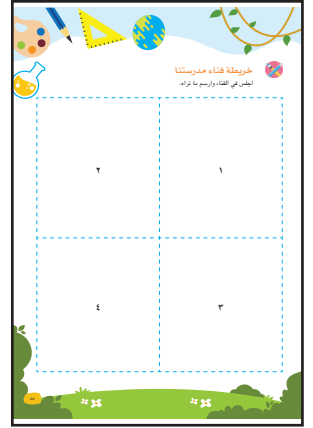 خريطة فناء مدرستنا
اجلس في الفناء وارسم ما تراه.
١
٢
٣
٤